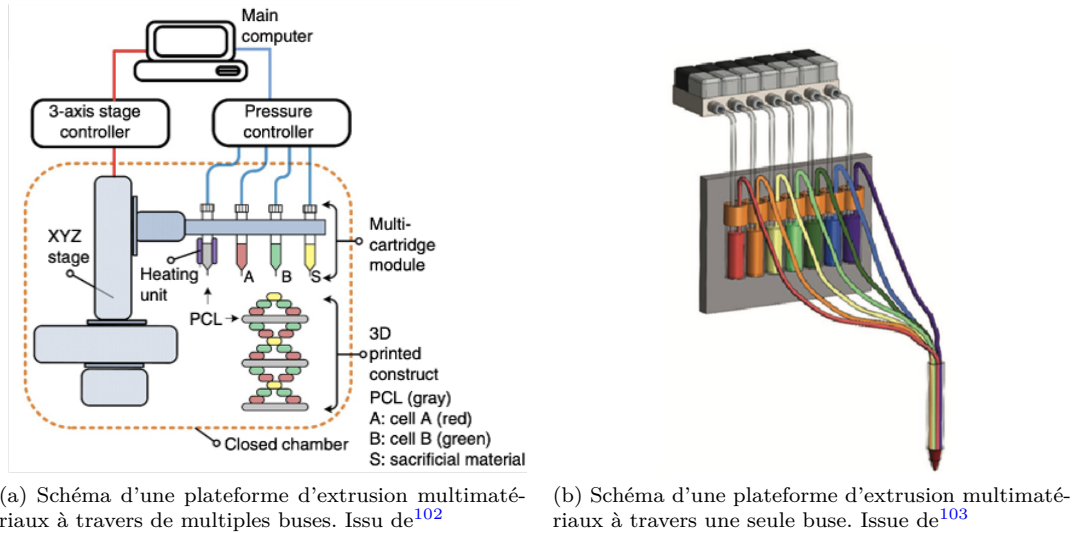 Main
computer
3-axis stage
controller
Pressure
controller
XYZ
stage
Heating
unit
A
B
S
Multi-
cartridge
module
PCL
3D
printed
construct
PCL (gray)
A: cell A (red)
B: cell B (green)
S: sacrificial material
Closed chamber
(a) Schéma d'une plateforme d'extrusion multimaté-
riaux à travers de multiples buses. Issu de102
(b) Schéma d'une plateforme d'extrusion multimaté-
riaux à travers une seule buse. Issue de103